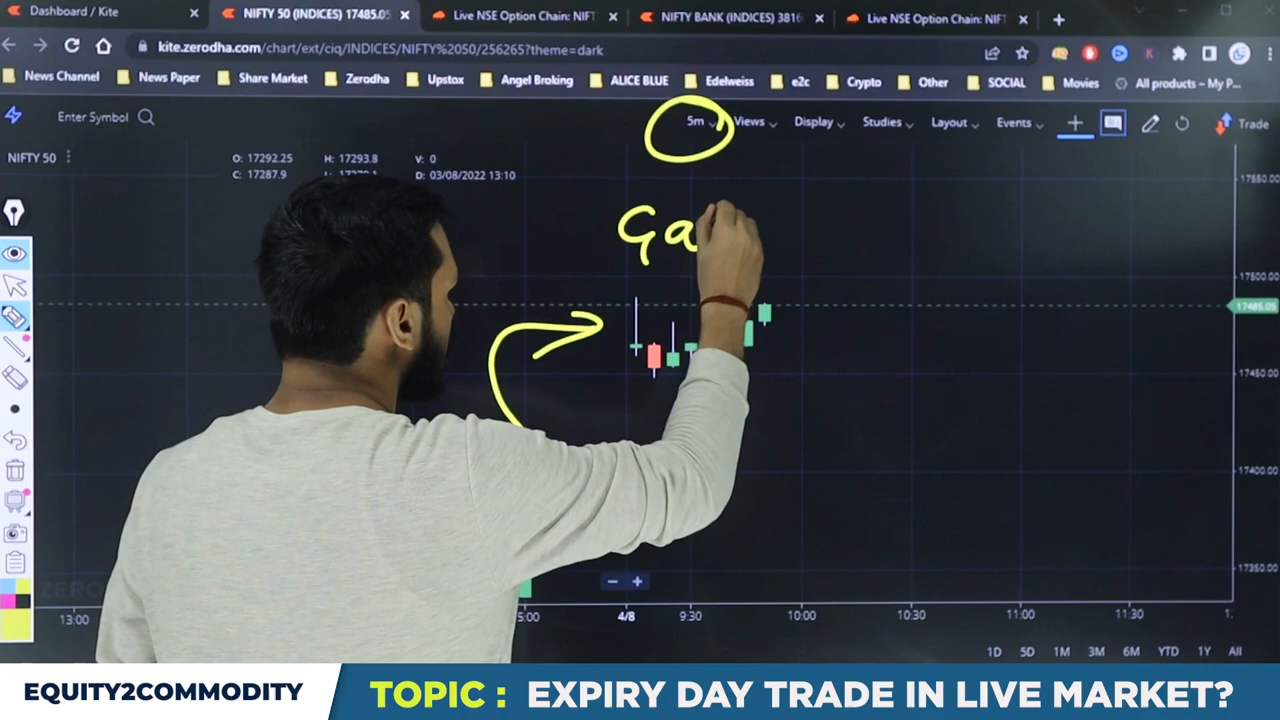 Dashboard / Kite
NIFTY 50 (INDICES) 17485.05
Live NSE Option Chain: NIFT
NIFTY BANK (INDICES) 3816
Live NSE Option Chain: NIFT
kite.zerodha.com/chart/ext/ciq/INDICES/NIFTY%2050/256265?theme=dark
News Channel News Paper Share Market Zerodha Upstox Angel Broking ALICE BLUE Edelweiss e2c Crypto Other SOCIAL Movies All products – My P...
Enter Symbol 5m Views Display Studies Layout Events Trade
NIFTY 50 O: 17292.25 H: 17293.8 V: 0
C: 17287.9 D: 03/08/2022 13:10
Ga
17550.00
17500.00
17485.05
17450.00
17400.00
17350.00
ZERO
13:00 5:00 4/8 9:30 10:00 10:30 11:00 11:30
1D 5D 1M 3M 6M YTD 1Y All
EQUITY2COMMODITY TOPIC : EXPIRY DAY TRADE IN LIVE MARKET?